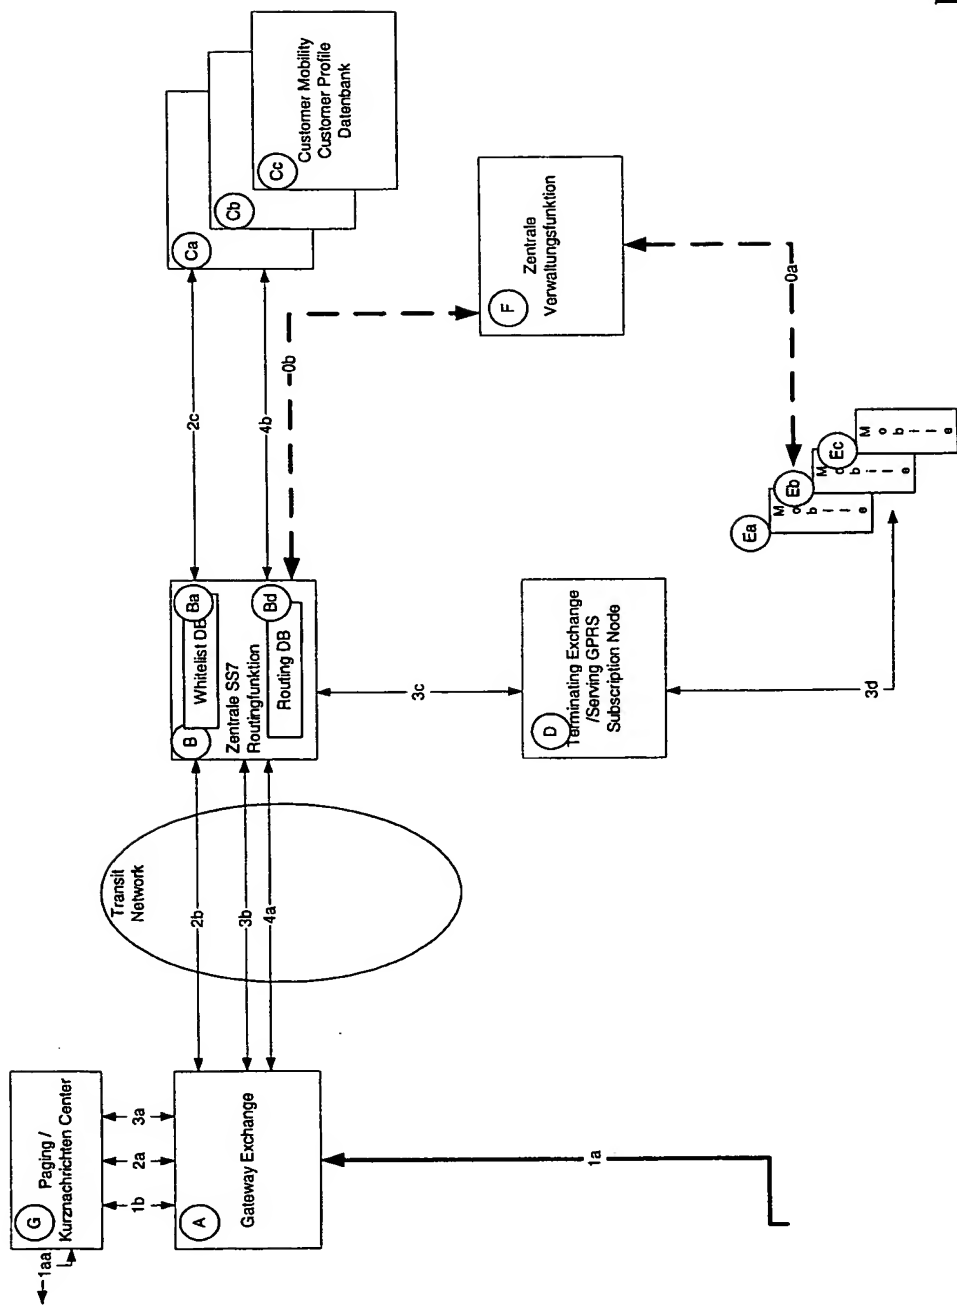 1aa
G
Paging /
Kurznachrichten Center
1b
2a
3a
A
Gateway Exchange
1a
Transit
Network
2b
3b
4a
B
Ba
Whitelist DB
Zentrale SS7
Routingfunktion
Bd
Routing DB
2c
4b
0b
3c
Ca
Cb
Cc
Customer Mobility
Customer Profile
Datenbank
F
Zentrale
Verwaltungsfunktion
0a
D
Terminating Exchange
/Serving GPRS
Subscription Node
3d
Ea
Mobile
Eb
Mobile
Ec
Mobile